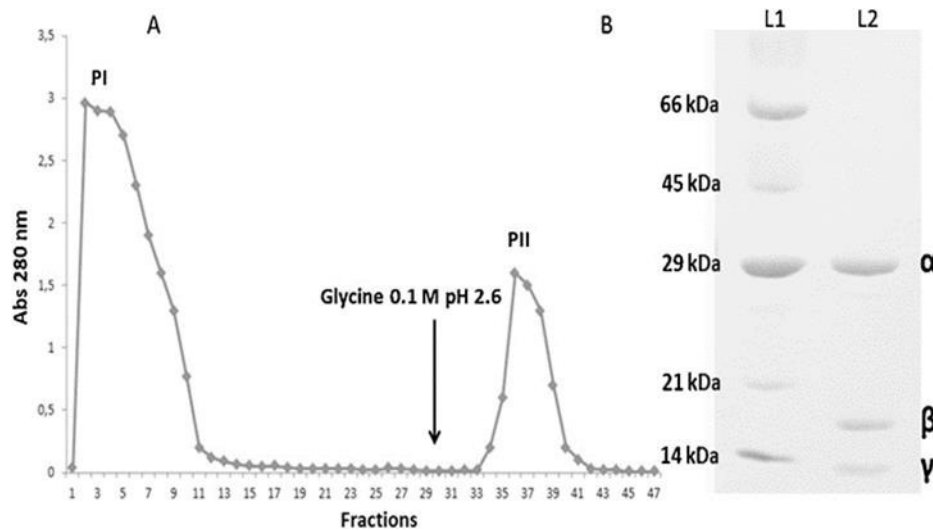 A
B
L1 L2
3,5
3
2,5
2
1,5
1
0,5
0
Abs 280 nm
PI
Glycine 0.1 M pH 2.6
PII
1 3 5 7 9 11 13 15 17 19 21 23 25 27 29 31 33 35 37 39 41 43 45 47
Fractions
66 kDa
45 kDa
29 kDa
α
21 kDa
β
14 kDa
γ